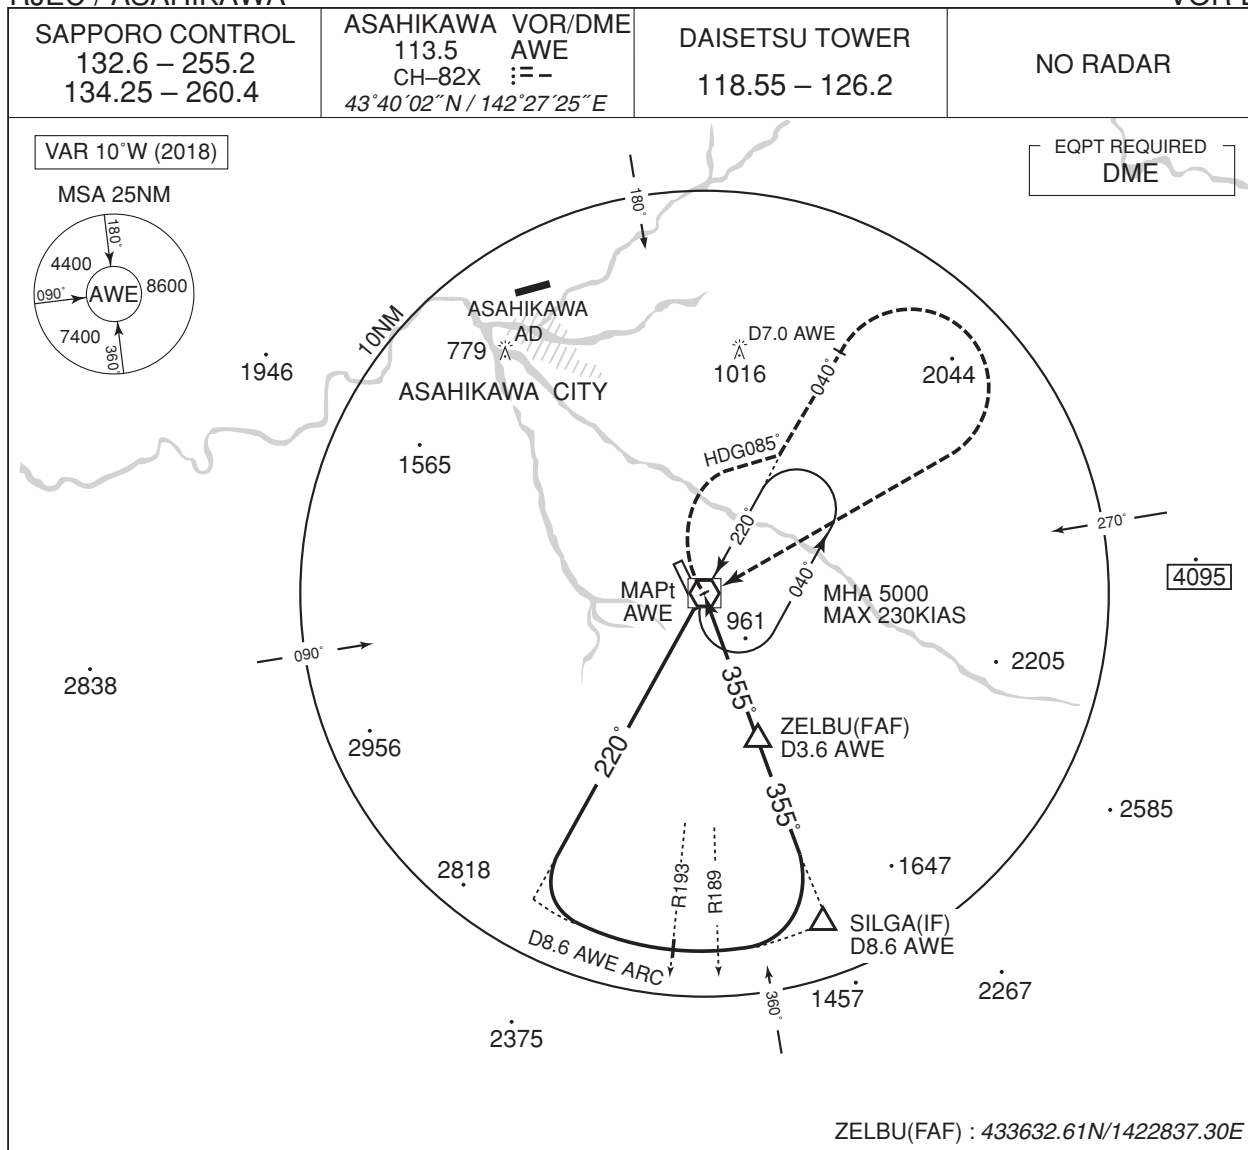 RJEC / ASAHIKAWA
SAPPORO CONTROL
132.6 – 255.2
134.25 – 260.4
ASAHIKAWA VOR/DME
113.5 AWE
CH–82X
43˚40´02˝N / 142˚27´25˝E
DAISETSU TOWER
118.55 – 126.2
NO RADAR
VAR 10˚W (2018)
MSA 25NM
180˚
4400
8600
090˚
AWE
7400
360˚
EQPT REQUIRED
DME
180˚
ASAHIKAWA
AD
10NM
779
1946
ASAHIKAWA CITY
D7.0 AWE
1016
040˚
2044
1565
HDG085˚
220˚
270˚
040˚
4095
MAPt
AWE
MHA 5000
MAX 230KIAS
961
090˚
2205
2838
355˚
ZELBU(FAF)
D3.6 AWE
2956
220˚
355˚
2585
2818
R193
R189
1647
SILGA(IF)
D8.6 AWE
D8.6 AWE ARC
2267
1457
360˚
2375
ZELBU(FAF) : 433632.61N/1422837.30E